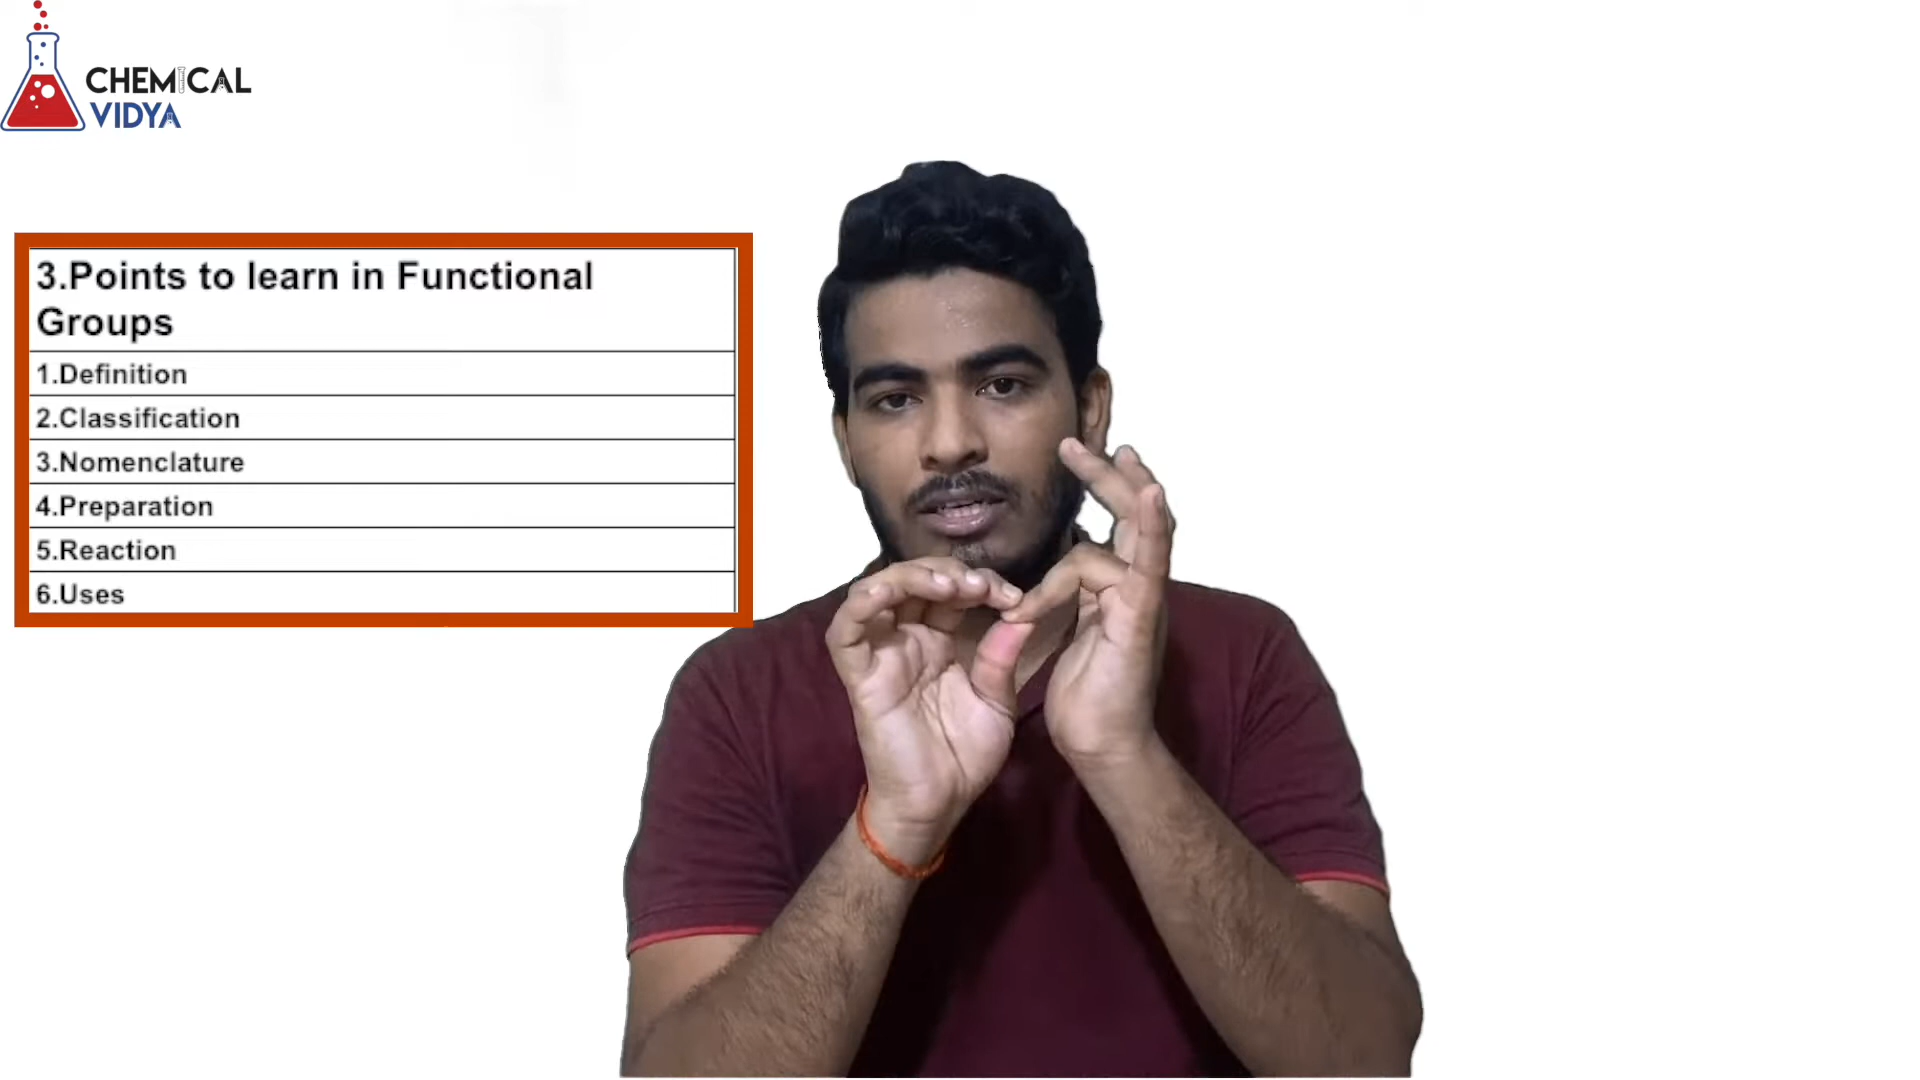 CHEMICAL
VIDYA
3.Points to learn in Functional
Groups
1.Definition
2.Classification
3.Nomenclature
4.Preparation
5.Reaction
6.Uses